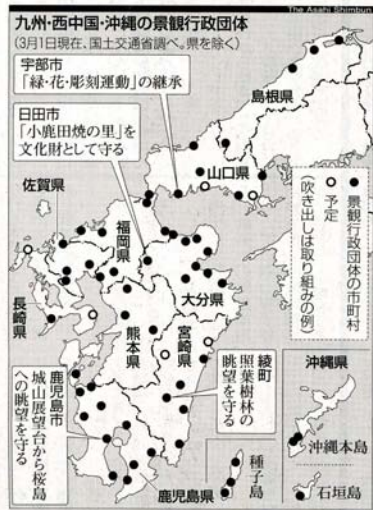 The Asahi Shimbun
九州・西中国・沖縄の景観行政団体
(3月1日現在、国土交通省調べ。県を除く)
宇部市
「緑・花・彫刻運動」の継承
日田市
「小鹿田焼の里」を
文化財として守る
島根県
山口県
佐賀県
福岡県
長崎県
大分県
熊本県
宮崎県
● 景観行政団体の市町村
○ 予定
(吹き出しは取り組みの例)
綾町
照葉樹林の
眺望を守る
鹿児島市
城山展望台から桜島
への眺望を守る
鹿児島県
種子島
沖縄県
沖縄本島
石垣島